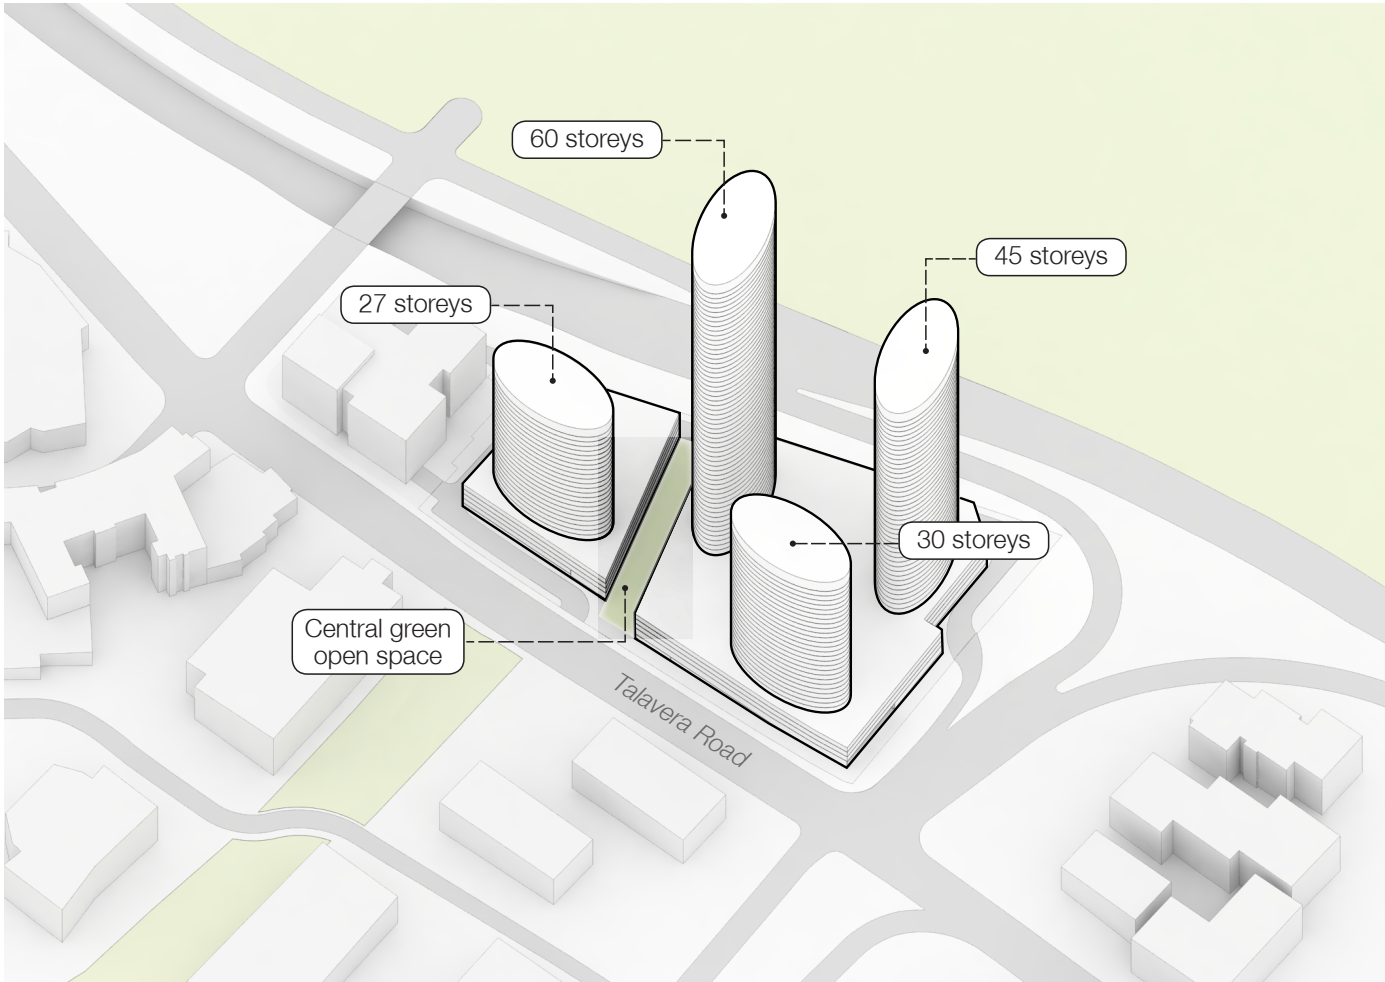 60 storeys
45 storeys
27 storeys
30 storeys
Central green
open space
Talavera Road